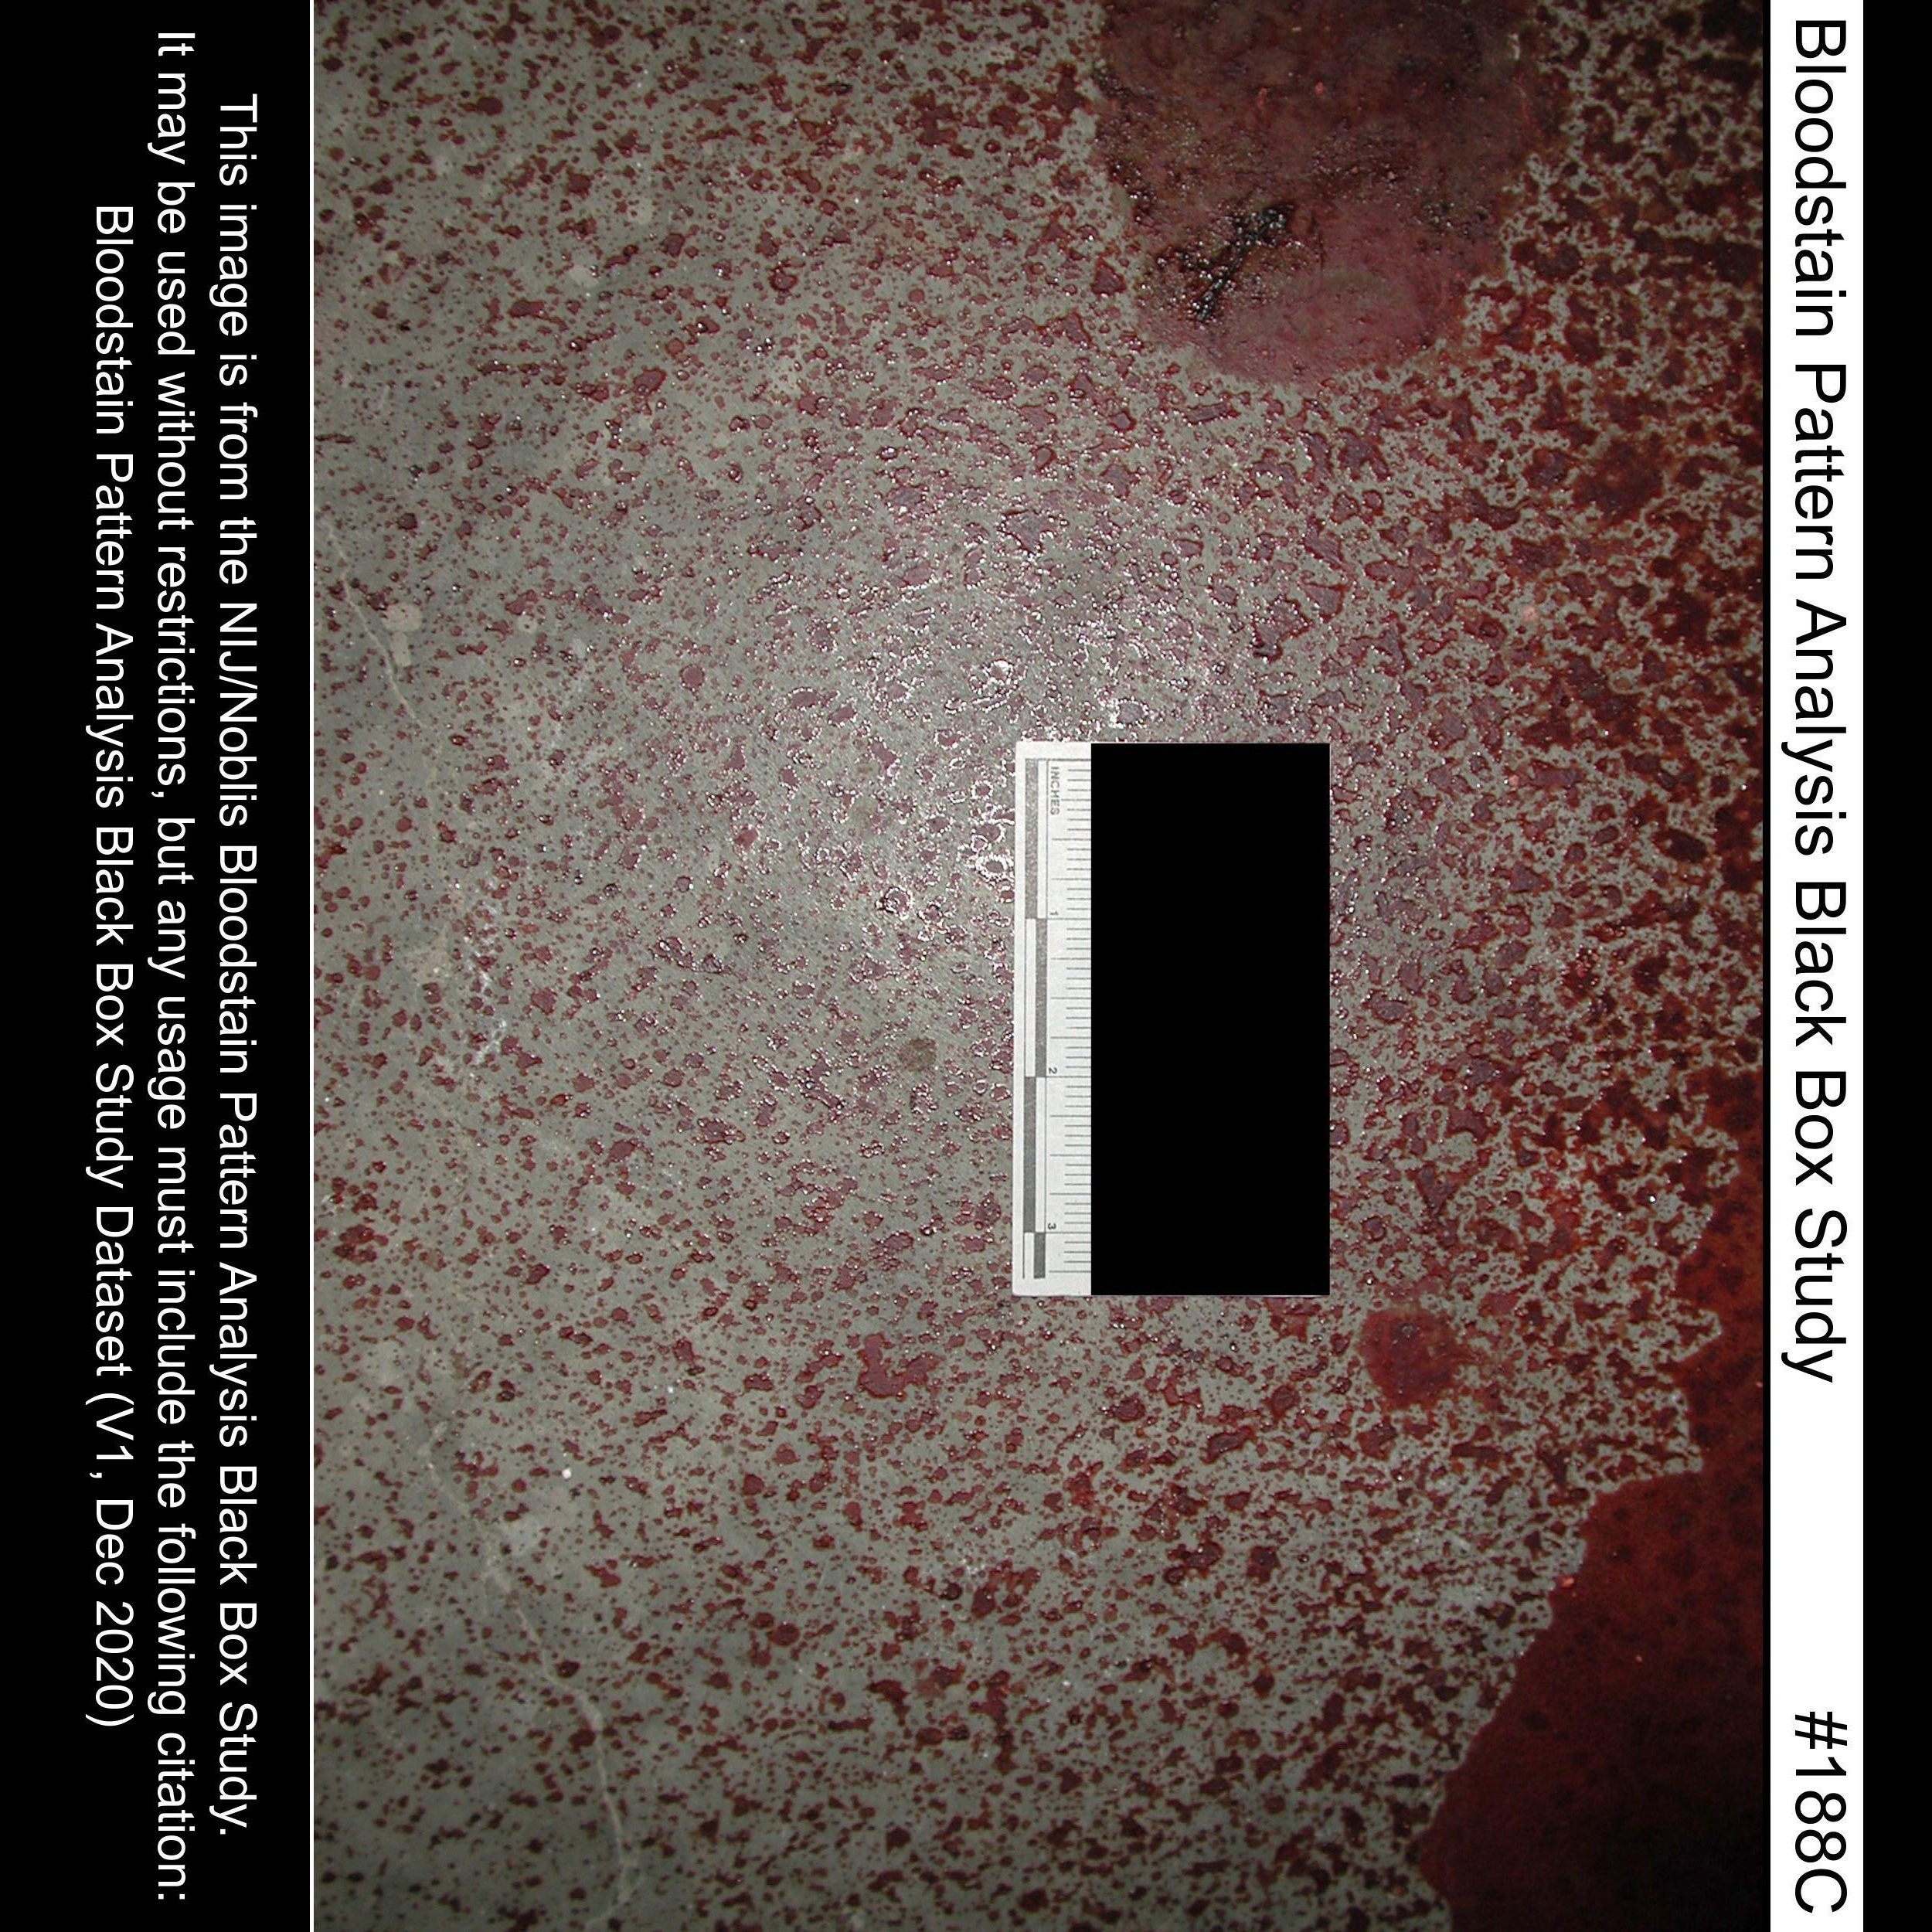 Bloodstain Pattern Analysis Black Box Study #188C
INCHES
1
2
3
This image is from the NIJ/Noblis Bloodstain Pattern Analysis Black Box Study.
It may be used without restrictions, but any usage must include the following citation:
Bloodstain Pattern Analysis Black Box Study Dataset (V1, Dec 2020)